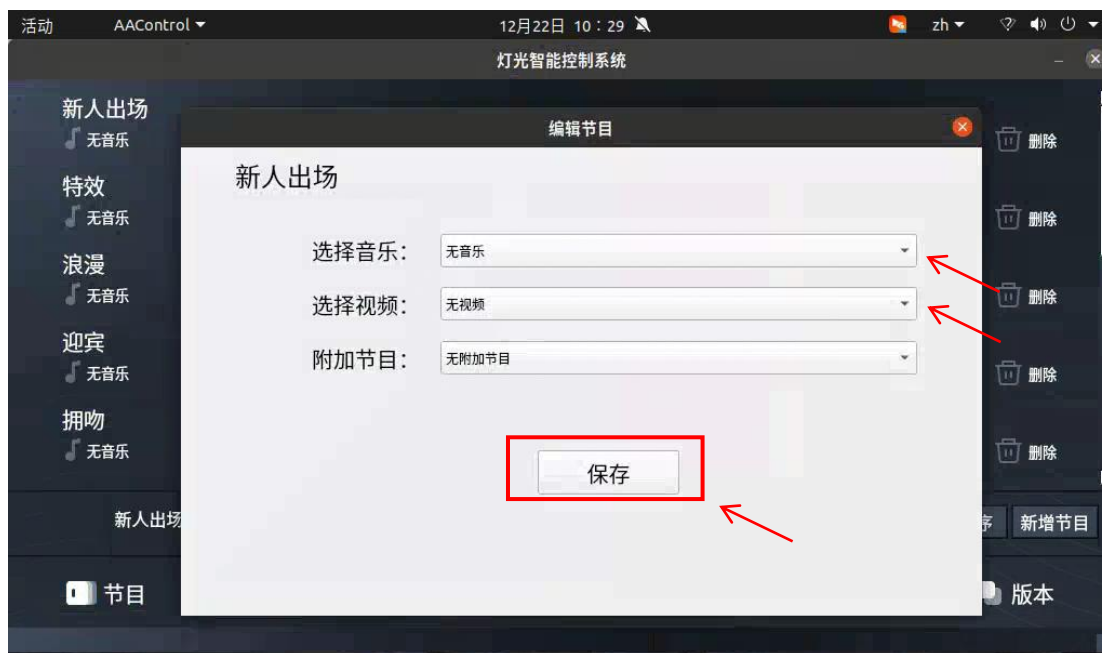 活动 AAControl 12月22日 10：29 zh
灯光智能控制系统
新人出场
无音乐
删除
特效
无音乐
删除
浪漫
无音乐
删除
迎宾
无音乐
删除
拥吻
无音乐
删除
编辑节目
新人出场
选择音乐： 无音乐
选择视频： 无视频
附加节目： 无附加节目
保存
新人出场 序 新增节目
节目 版本